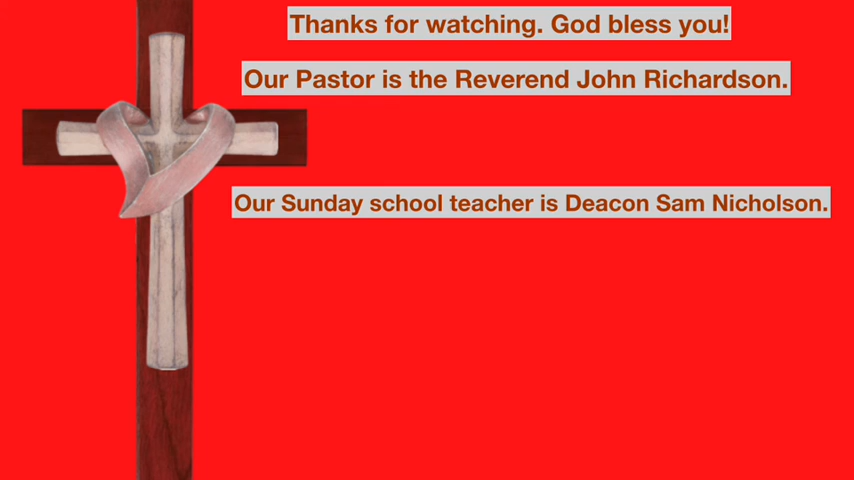 Thanks for watching. God bless you!
Our Pastor is the Reverend John Richardson.
Our Sunday school teacher is Deacon Sam Nicholson.